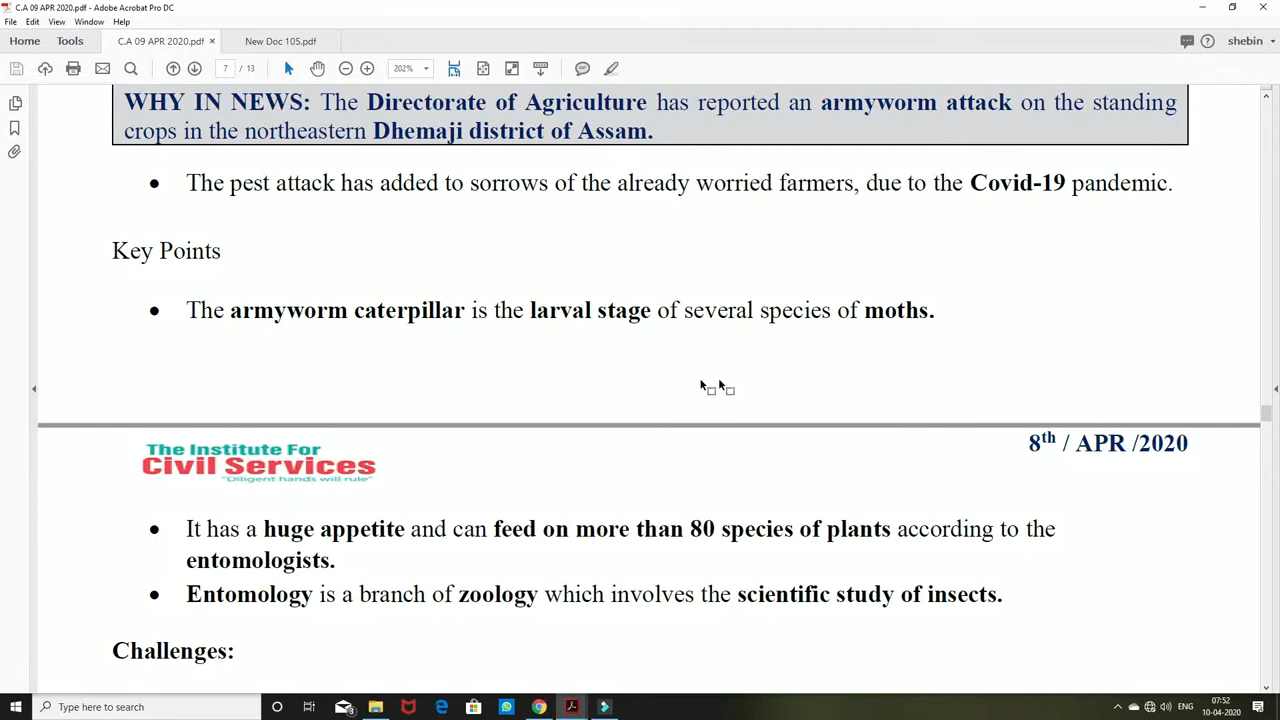 C.A 09 APR 2020.pdf - Adobe Acrobat Pro DC
File Edit View Window Help
Home Tools C.A 09 APR 2020.pdf × New Doc 105.pdf shebin
7 / 13 202%
WHY IN NEWS: The Directorate of Agriculture has reported an armyworm attack on the standing
crops in the northeastern Dhemaji district of Assam.
• The pest attack has added to sorrows of the already worried farmers, due to the Covid-19 pandemic.
Key Points
• The armyworm caterpillar is the larval stage of several species of moths.
The Institute For
Civil Services
"Diligent hands will rule"
8th / APR /2020
• It has a huge appetite and can feed on more than 80 species of plants according to the
entomologists.
• Entomology is a branch of zoology which involves the scientific study of insects.
Challenges:
Type here to search
ENG
07:52
10-04-2020